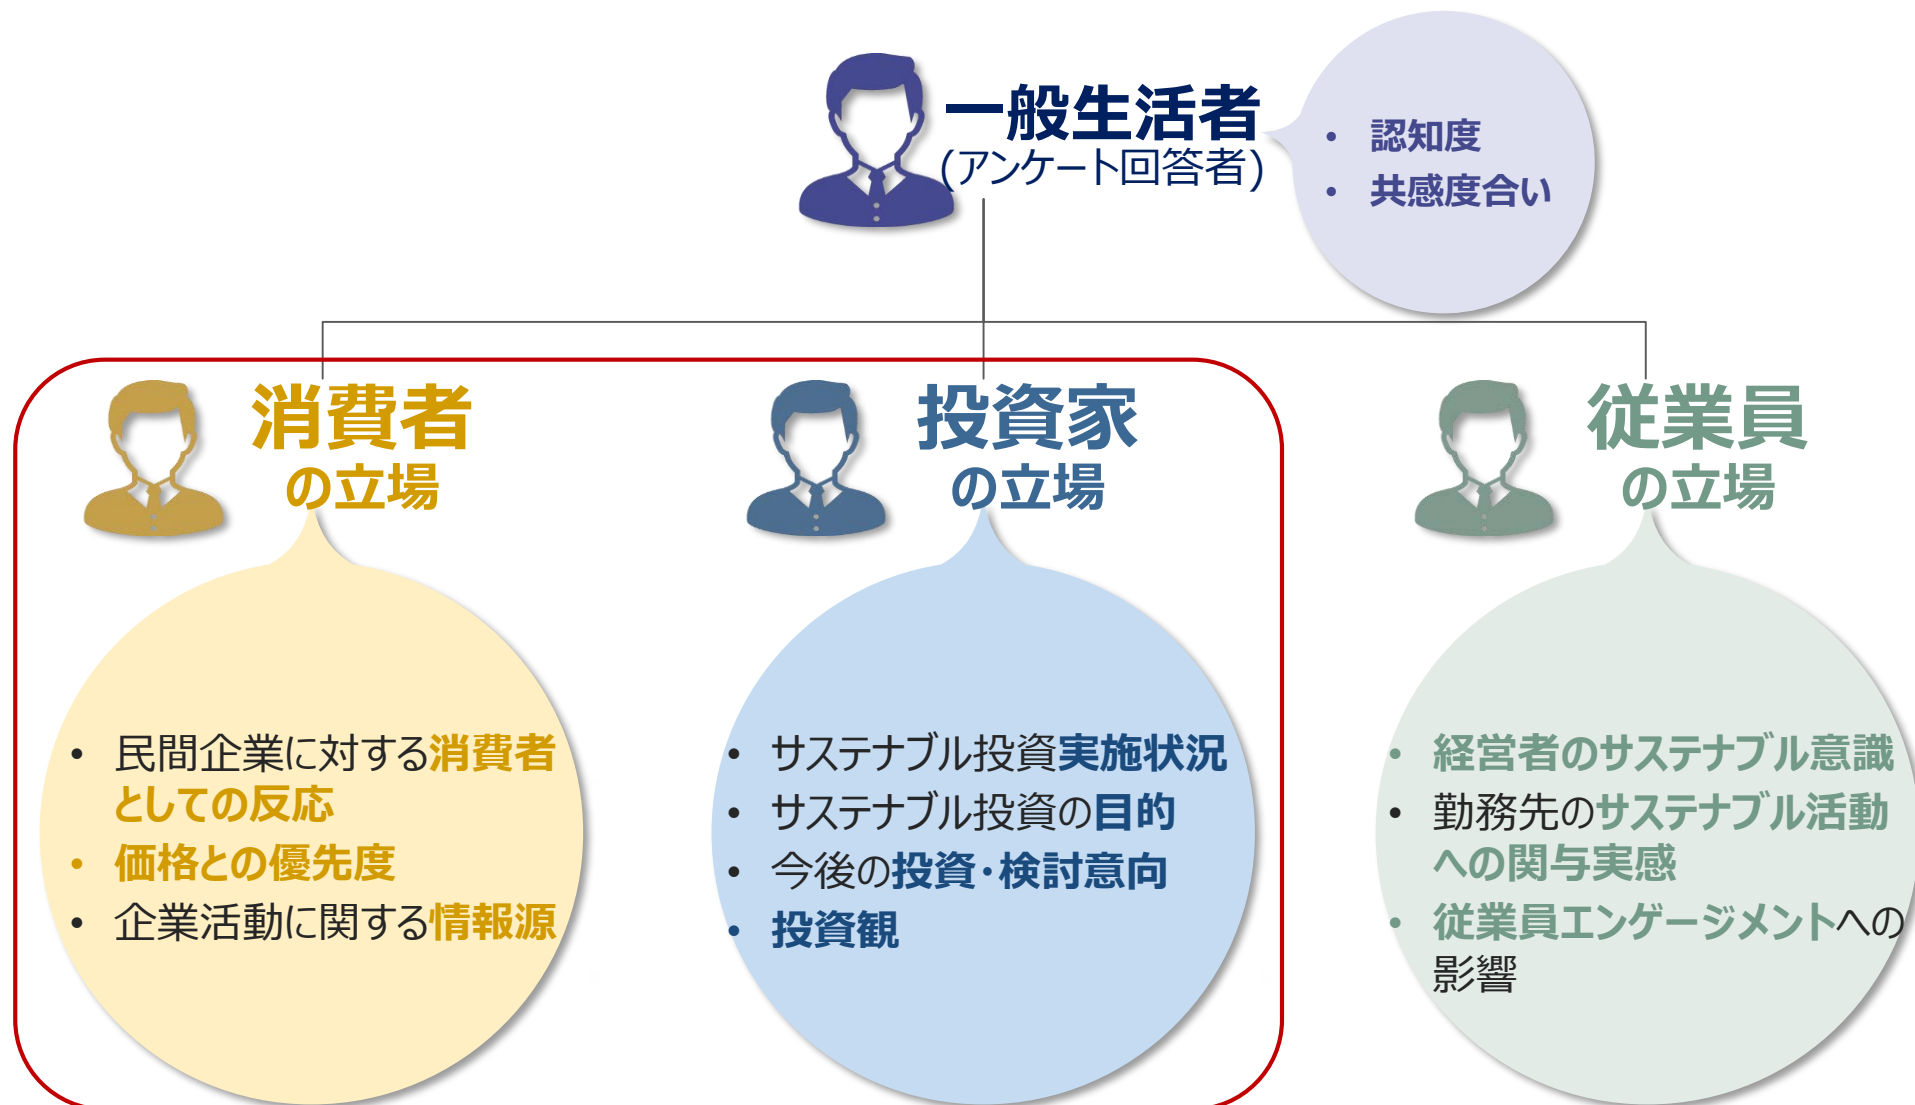 一般生活者
(アンケート回答者)
• 認知度
• 共感度合い
消費者
の立場
• 民間企業に対する消費者
としての反応
• 価格との優先度
• 企業活動に関する情報源
投資家
の立場
• サステナブル投資実施状況
• サステナブル投資の目的
• 今後の投資・検討意向
• 投資観
従業員
の立場
• 経営者のサステナブル意識
• 勤務先のサステナブル活動
への関与実感
• 従業員エンゲージメントへの
影響